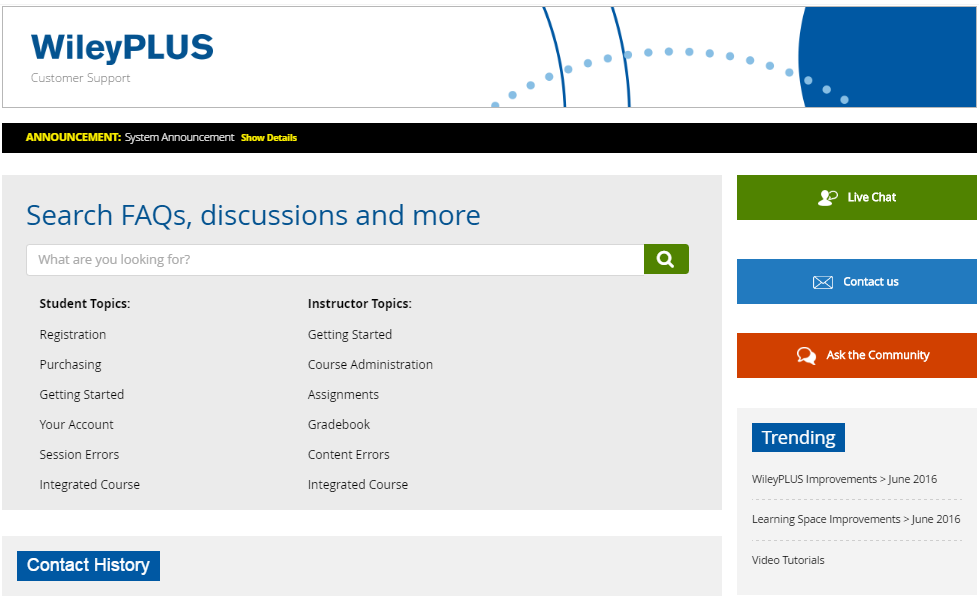 WileyPLUS
Customer Support
ANNOUNCEMENT: System Announcement Show Details
Search FAQs, discussions and more
What are you looking for?
Student Topics:
Registration
Purchasing
Getting Started
Your Account
Session Errors
Integrated Course
Instructor Topics:
Getting Started
Course Administration
Assignments
Gradebook
Content Errors
Integrated Course
Contact History
Live Chat
Contact us
Ask the Community
Trending
WileyPLUS Improvements > June 2016
Learning Space Improvements > June 2016
Video Tutorials